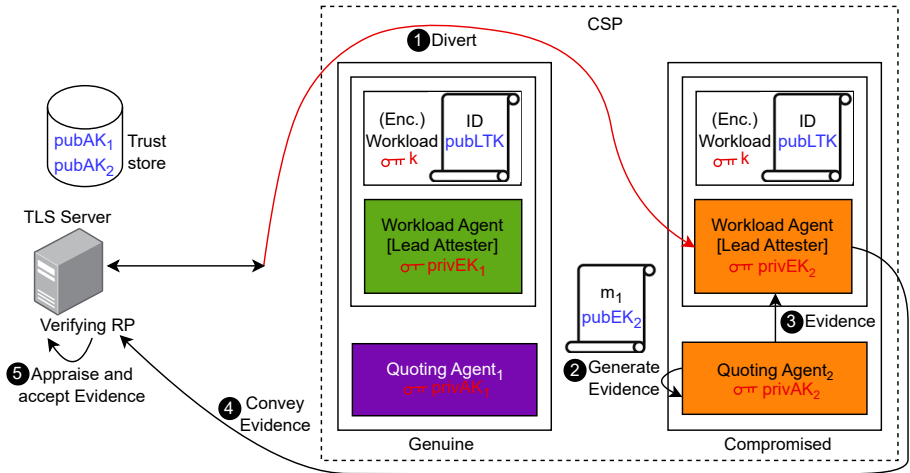 CSP
1 Divert
pubAK1
pubAK2
Trust
store
TLS Server
Verifying RP
5 Appraise and
accept Evidence
4 Convey
Evidence
(Enc.)
Workload
k
ID
pubLTK
Workload Agent
[Lead Attester]
privEK1
Quoting Agent1
privAK1
Genuine
m1
pubEK2
2 Generate
Evidence
(Enc.)
Workload
k
ID
pubLTK
Workload Agent
[Lead Attester]
privEK2
3 Evidence
Quoting Agent2
privAK2
Compromised